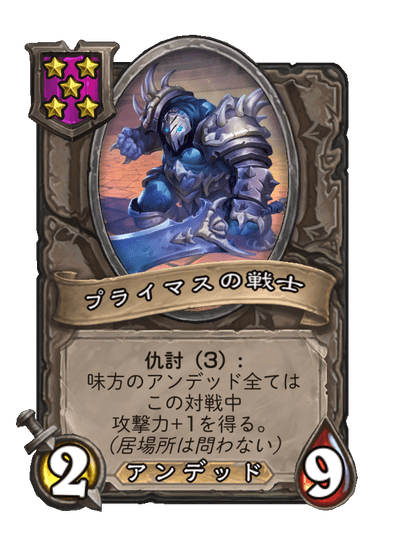 プライマスの戦士
仇討（3）:
味方のアンデッド全ては
この対戦中
攻撃力+1を得る。
（居場所は問わない）
2
アンデッド
9